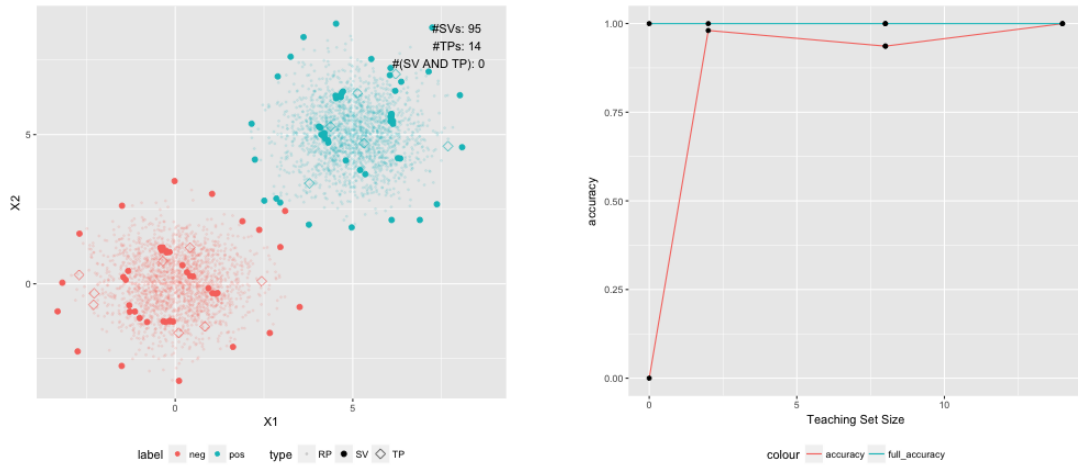 #SVs: 95
#TPs: 14
#(SV AND TP): 0
5
0
X2
0
5
X1
label neg pos type RP SV TP
1.00
0.75
0.50
0.25
0.00
accuracy
0
5
10
Teaching Set Size
colour accuracy full_accuracy